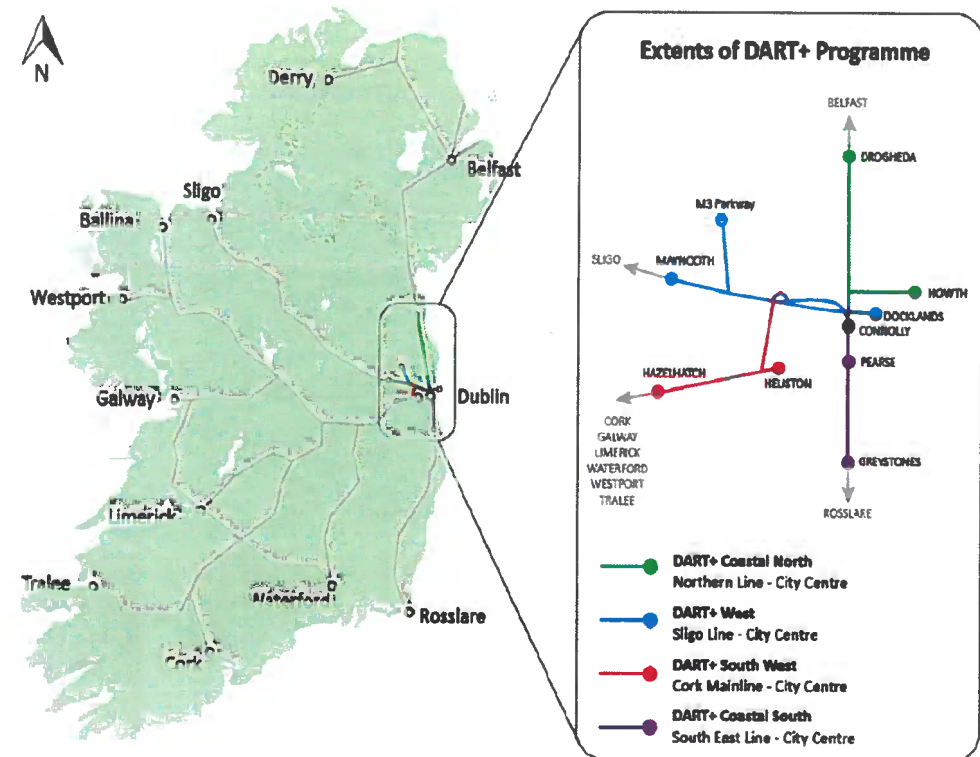 N
Derry
Belfast
Sligo
Ballina
Westport
Galway
Dublin
Limerick
Tralee
Waterford
Rosslare
Cork
Extents of DART+ Programme
BELFAST
DROGHEDA
M3 Parkway
SLIGO
MAYNOOTH
HOWTH
DOCKLANDS
CONNOLLY
PEARSE
HAZELHATCH
HEUSTON
CORK
GALWAY
LIMERICK
WATERFORD
WESTPORT
TRALEE
GREYSTONES
ROSSLARE
DART+ Coastal North
Northern Line - City Centre
DART+ West
Sligo Line - City Centre
DART+ South West
Cork Mainline - City Centre
DART+ Coastal South
South East Line - City Centre